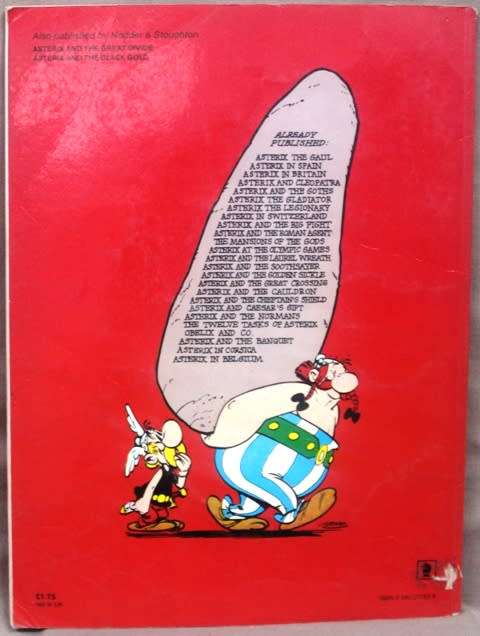 Also published by Hodder & Stoughton
ASTERIX AND THE GREAT DIVIDE
ASTERIX AND THE BLACK GOLD
ALREADY
PUBLISHED:
ASTERIX THE GAUL
ASTERIX IN SPAIN
ASTERIX IN BRITAIN
ASTERIX AND CLEOPATRA
ASTERIX AND THE GOTHS
ASTERIX THE GLADIATOR
ASTERIX THE LEGIONARY
ASTERIX IN SWITZERLAND
ASTERIX AND THE BIG FIGHT
ASTERIX AND THE ROMAN AGENT
THE MANSIONS OF THE GODS
ASTERIX AT THE OLYMPIC GAMES
ASTERIX AND THE LAUREL WREATH
ASTERIX AND THE SOOTHSAYER
ASTERIX AND THE GOLDEN SICKLE
ASTERIX AND THE GREAT CROSSING
ASTERIX AND THE CAULDRON
ASTERIX AND THE CHIEFTAIN'S SHIELD
ASTERIX AND CAESAR'S GIFT
ASTERIX AND THE NORMANS
THE TWELVE TASKS OF ASTERIX
OBELIX AND CO.
ASTERIX AND THE BANQUET
ASTERIX IN CORSICA
ASTERIX IN BELGIUM
£1.75